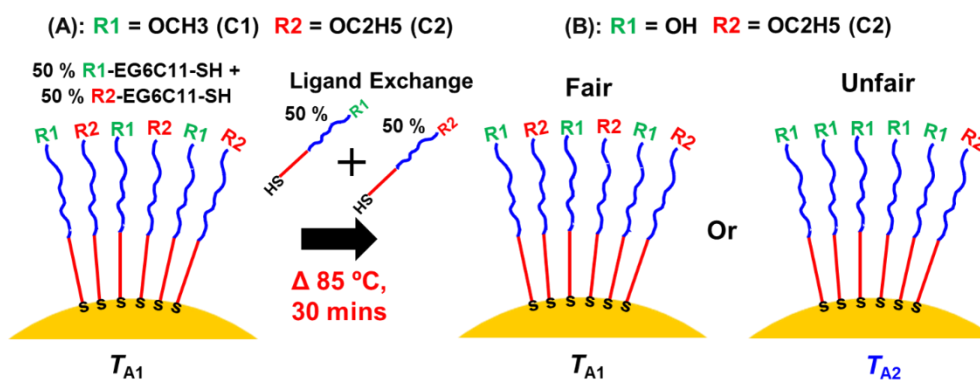 (A): R1 = OCH3 (C1) R2 = OC2H5 (C2)
(B): R1 = OH R2 = OC2H5 (C2)
50 % R1-EG6C11-SH +
50 % R2-EG6C11-SH
Ligand Exchange
Fair
Unfair
R1 R2 R1 R2 R1 R2
50 % R1
50 % R2
HS
+
HS
R1 R2 R1 R2 R1 R2
Or
R1 R1 R1 R1 R1 R2
S S S S S S
Δ 85 ºC,
30 mins
S S S S S S
S S S S S S
TA1
TA1
TA2